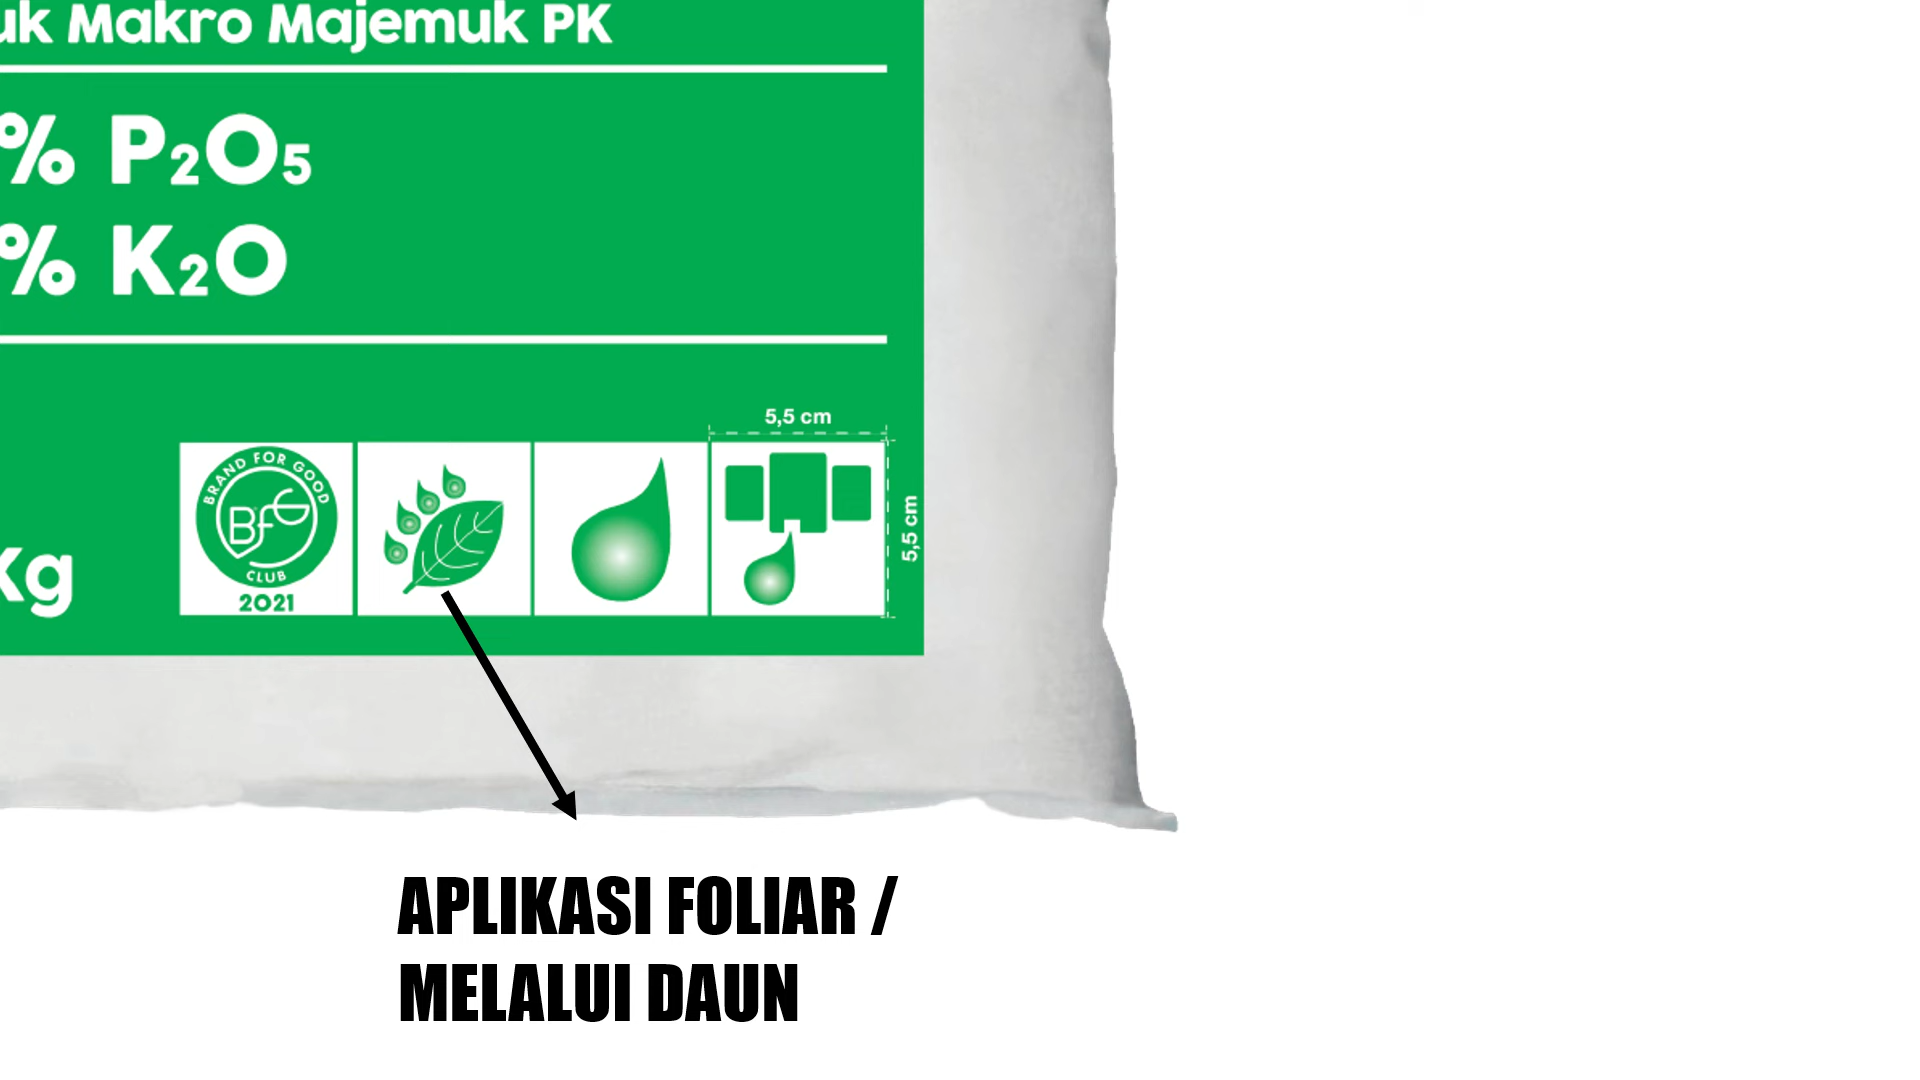 uk Makro Majemuk PK
% P₂O₅
% K₂O
5,5 cm
5,5 cm
BRAND FOR GOOD
BfG
CLUB
2021
Kg
APLIKASI FOLIAR /
MELALUI DAUN